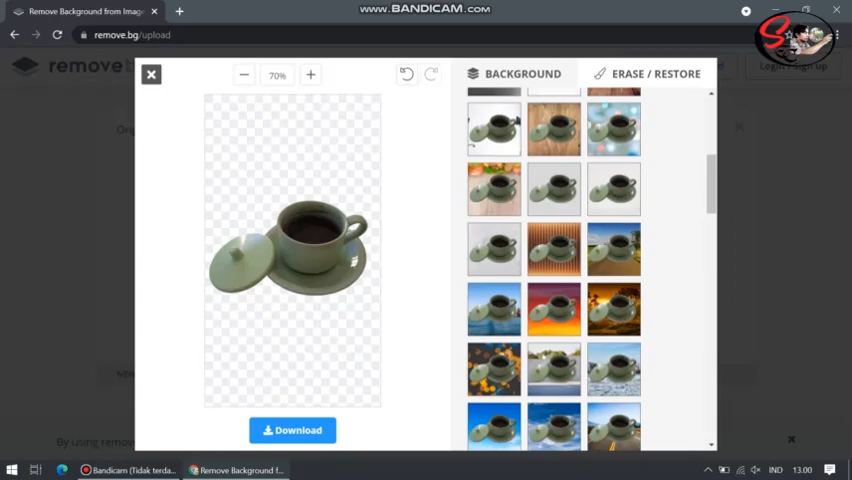 WWW.BANDICAM.COM
Remove Background from Image
remove.bg/upload
remove
Login / Sign up
70%
BACKGROUND
ERASE / RESTORE
Download
By using remov
Bandicam (Tidak terda...
Remove Background f...
IND
13.00